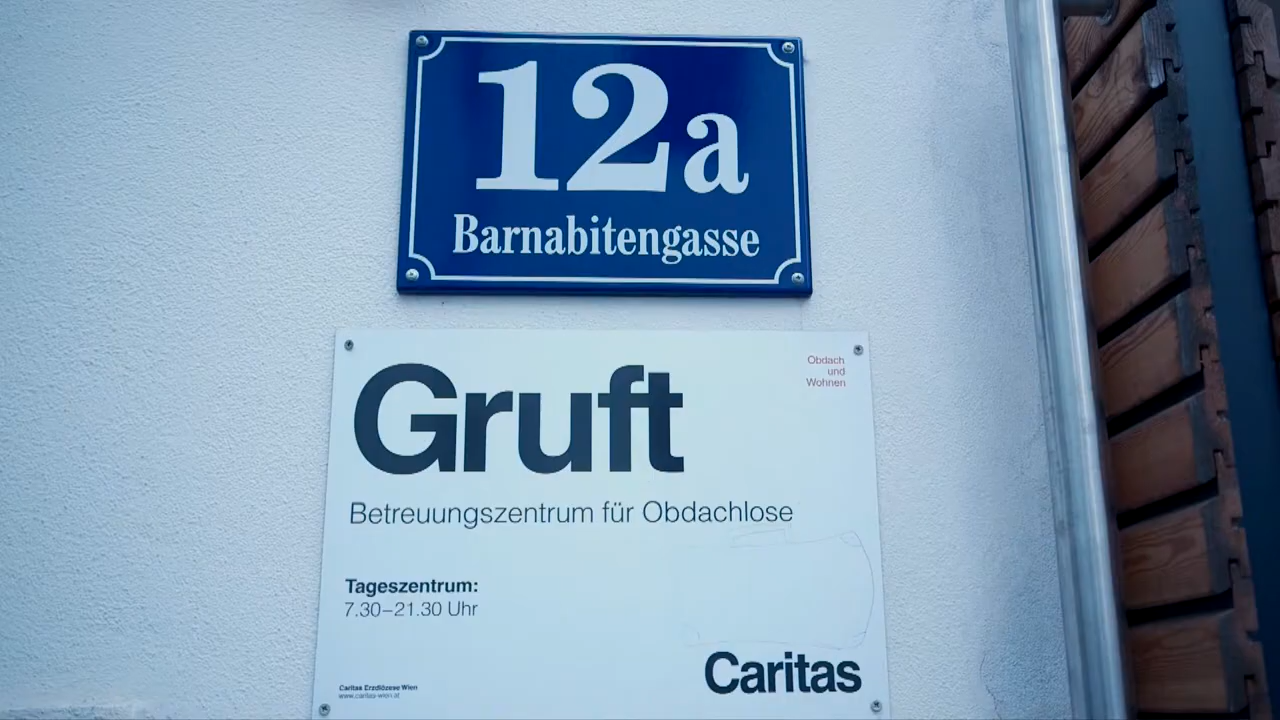 12a
Barnabitengasse
Gruft
Obdach
und
Wohnen
Betreuungszentrum für Obdachlose
Tageszentrum:
7.30–21.30 Uhr
Caritas
Caritas Erzdiözese Wien
www.caritas-wien.at